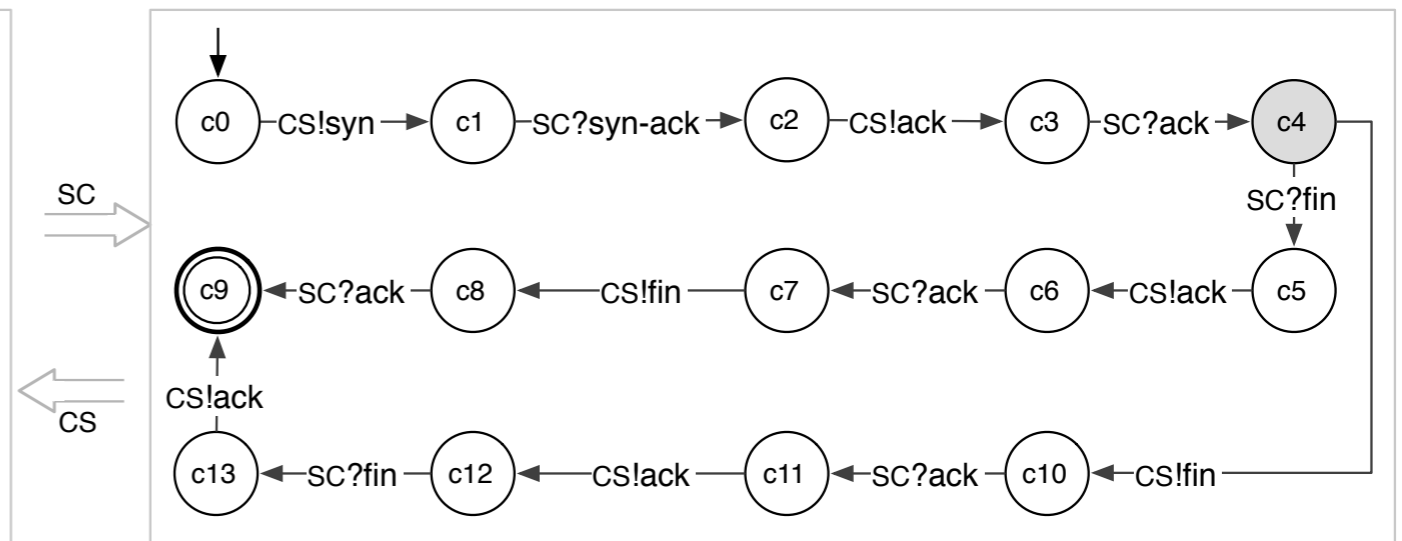 c0 CS!syn c1 SC?syn-ack c2 CS!ack c3 SC?ack c4
SC
SC?fin
c9 SC?ack c8 CS!fin c7 SC?ack c6 CS!ack c5
CS!ack
CS
c13 SC?fin c12 CS!ack c11 SC?ack c10 CS!fin